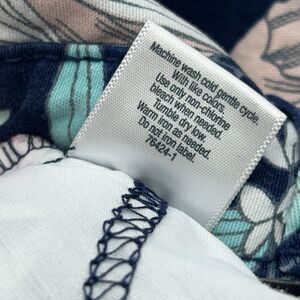 Machine wash cold gentle cycle.
With like colors.
Use only non-chlorine
bleach when needed.
Tumble dry low.
Warm iron as needed.
Do not iron label.
76424-1